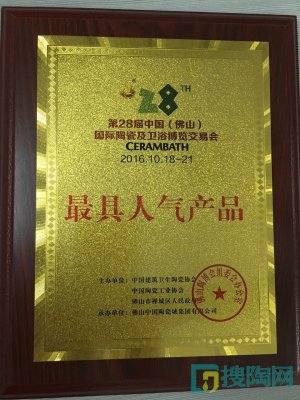 28TH
第28届中国（佛山）
国际陶瓷及卫浴博览交易会
CERAMBATH
2016.10.18-21
最具人气产品
主办单位：中国建筑卫生陶瓷协会
中国陶瓷工业协会
佛山市禅城区人民政府
承办单位：佛山中国陶瓷城集团有限公司
搜陶网